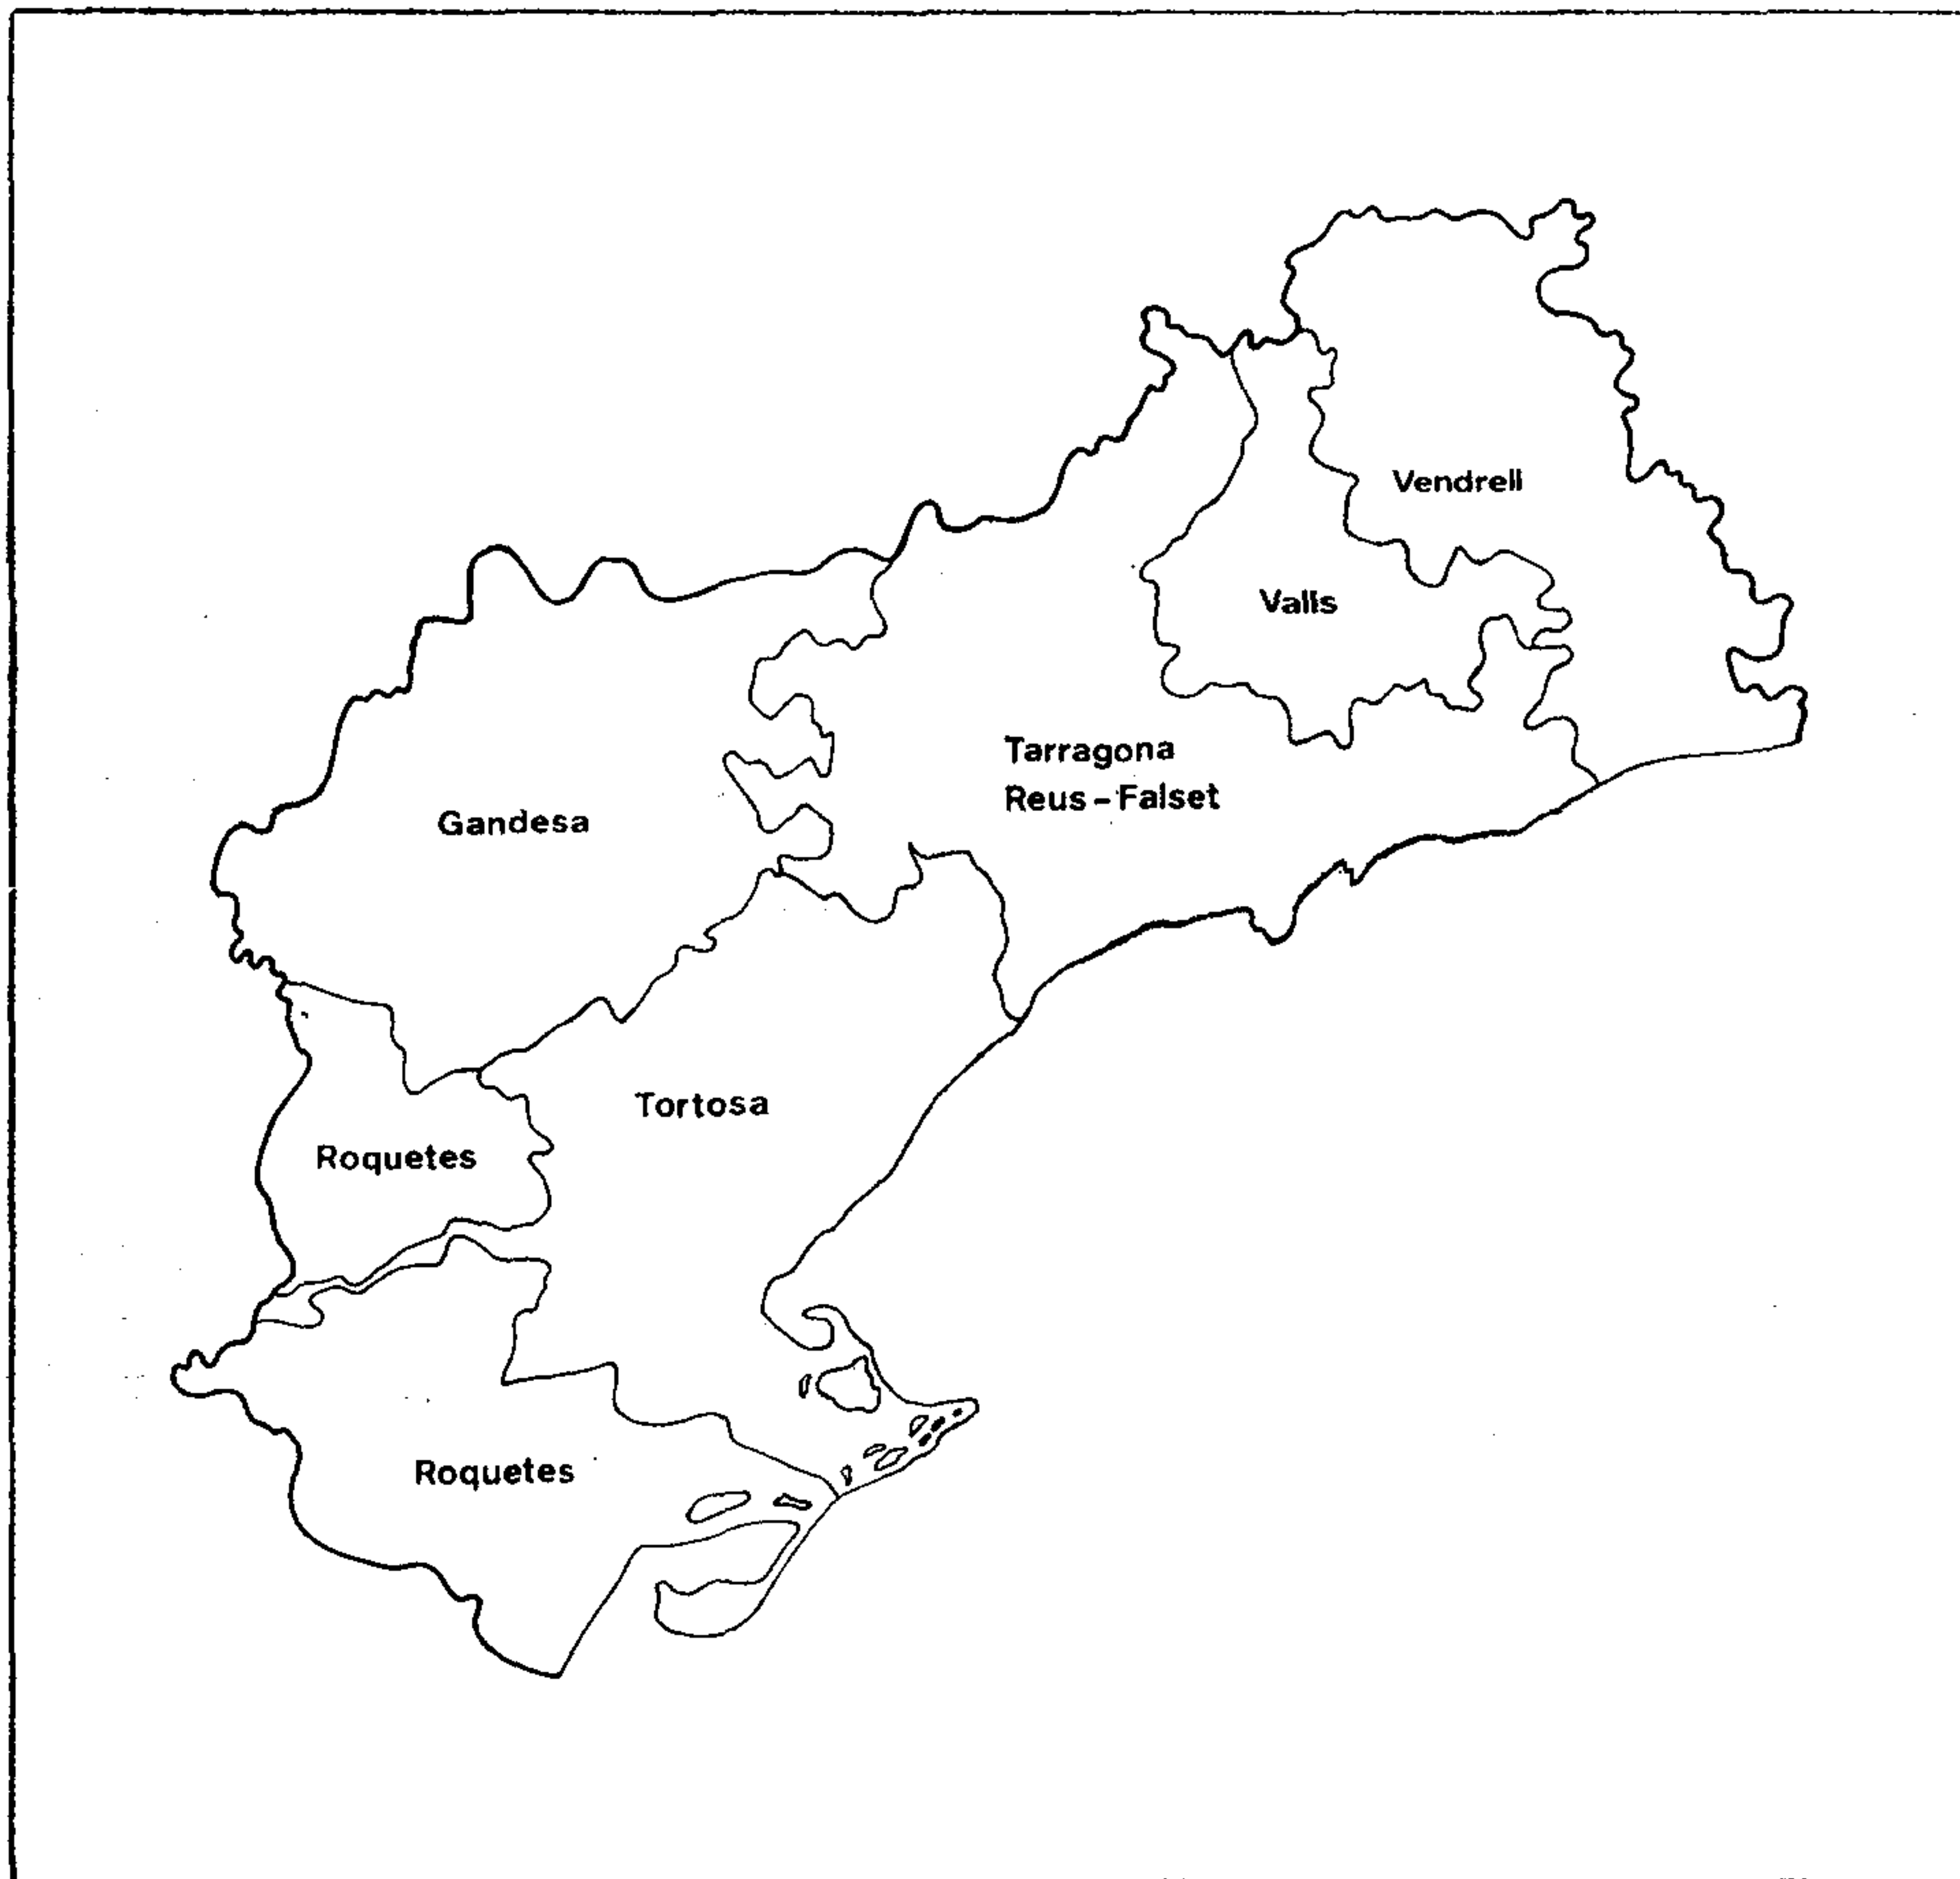 Vendrell
Valls
Tarragona
Reus - Falset
Gandesa
Tortosa
Roquetes
Roquetes